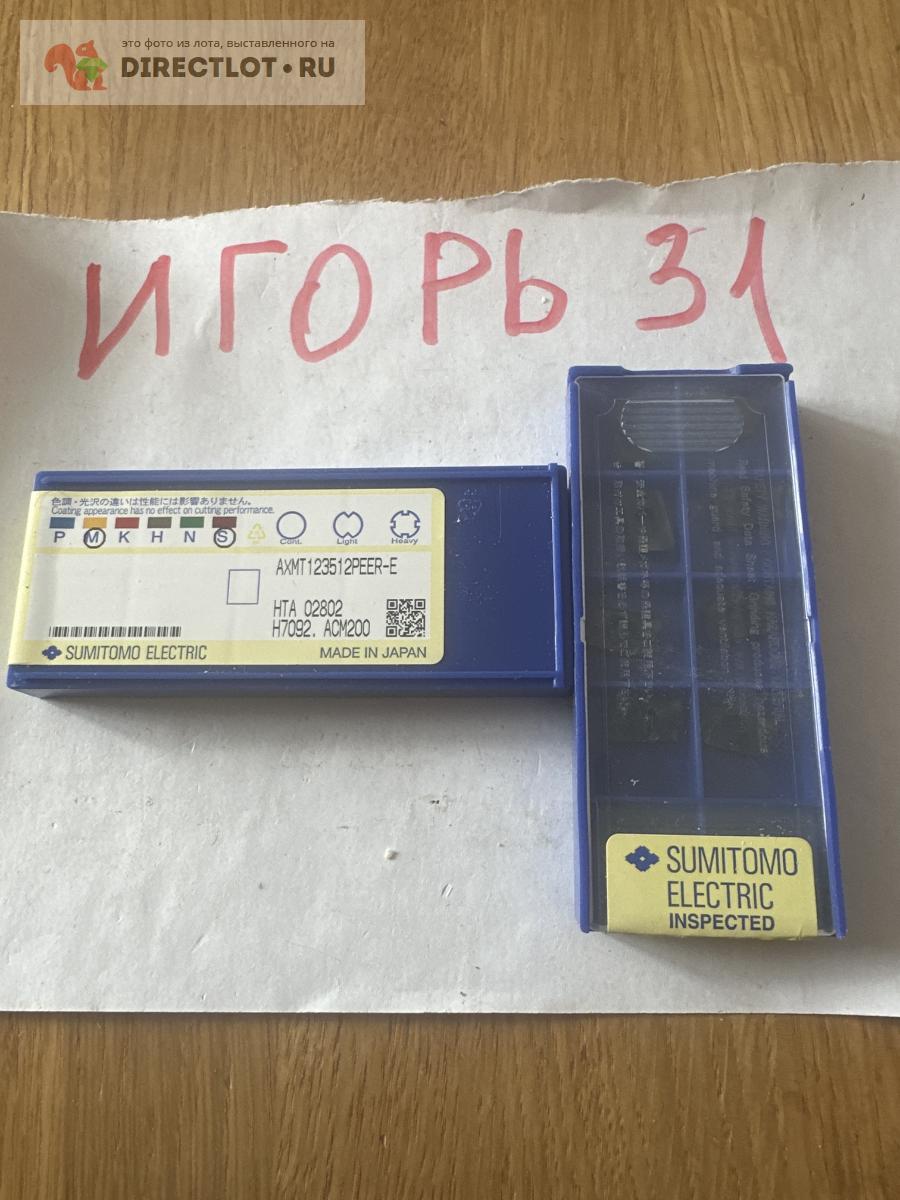 это фото из лота, выставленного на
DIRECTLOT•RU
ИГОРЬ 31
色調・光沢の違いは性能には影響ありません。
Coating appearance has no effect on cutting performance.
P M K H N S
Cont. Light Heavy
AXMT123512PEER-E
HTA 02802
H7092. ACM200
SUMITOMO ELECTRIC
MADE IN JAPAN
SUMITOMO
ELECTRIC
INSPECTED